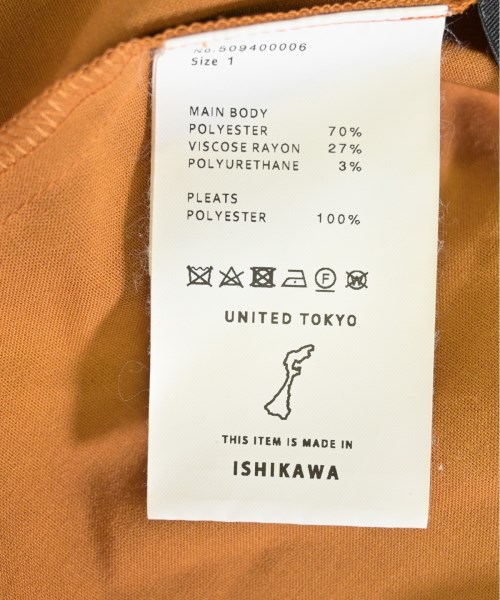 No.509400006
Size 1
MAIN BODY
POLYESTER 70%
VISCOSE RAYON 27%
POLYURETHANE 3%
PLEATS
POLYESTER 100%
F W
UNITED TOKYO
THIS ITEM IS MADE IN
ISHIKAWA